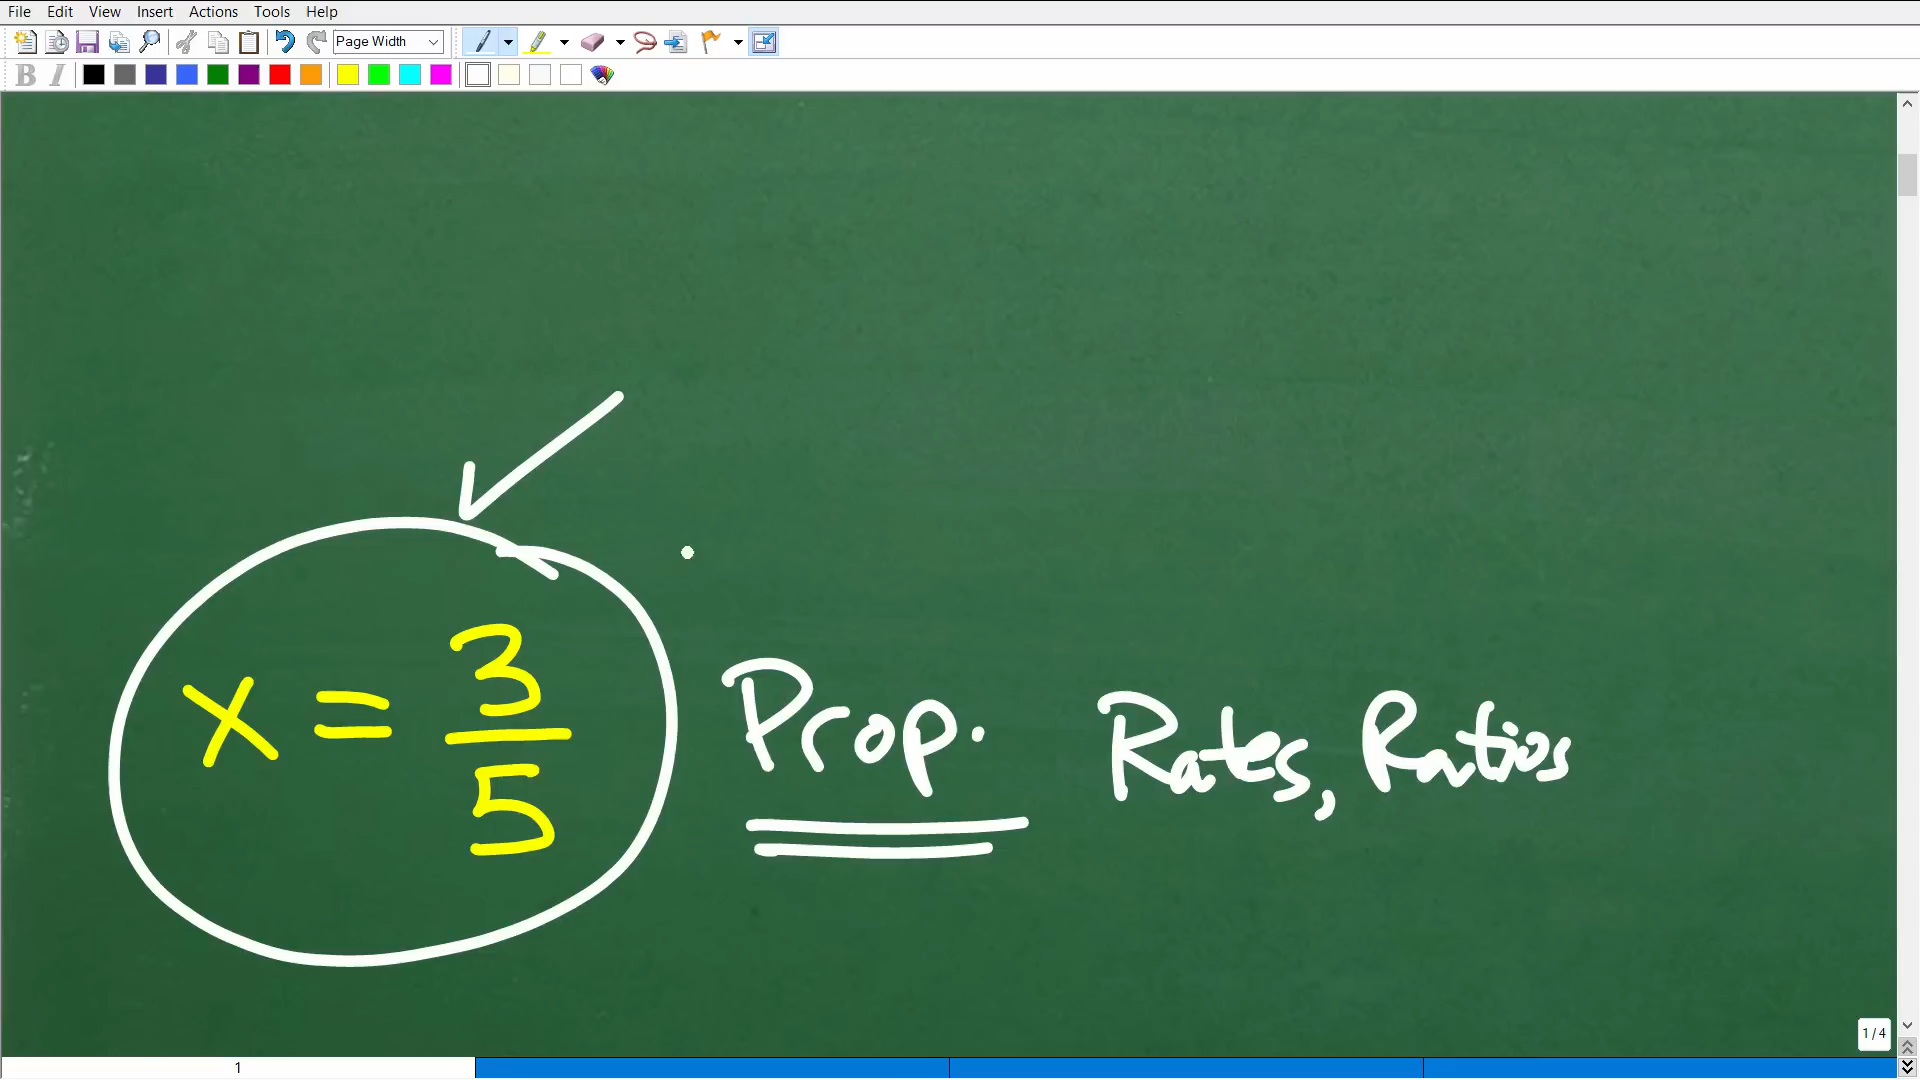 File Edit View Insert Actions Tools Help
Page Width
B I
x = 3/5 Prop. Rates, Ratios
1 / 4
1